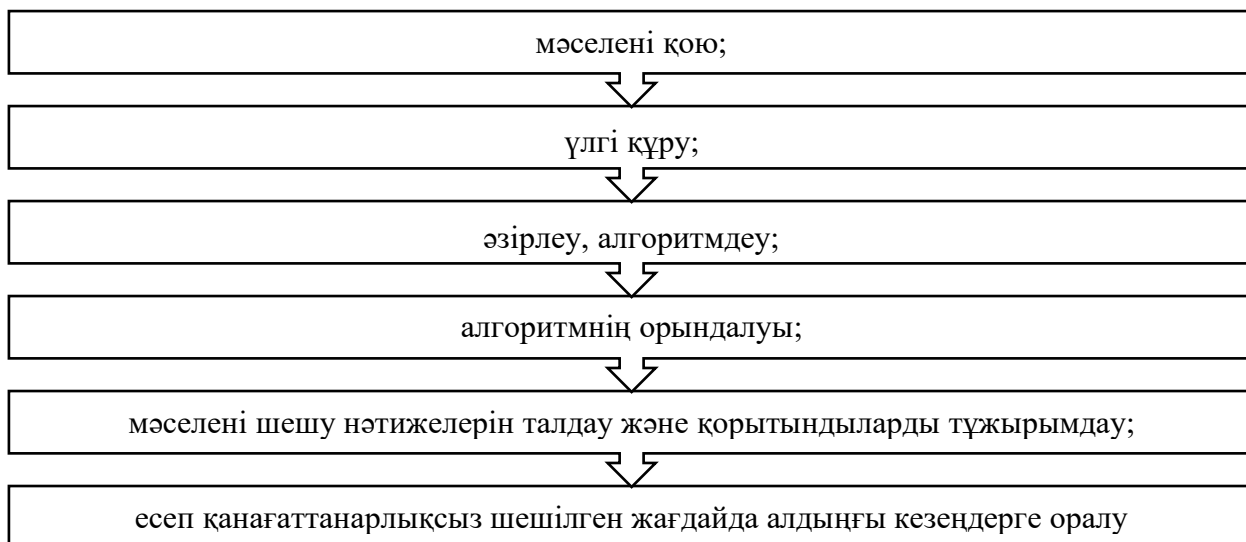 мәселені қою;
үлгі құру;
әзірлеу, алгоритмдеу;
алгоритмнің орындалуы;
мәселені шешу нәтижелерін талдау және қорытындыларды тұжырымдау;
есеп қанағаттанарлықсыз шешілген жағдайда алдыңғы кезеңдерге оралу